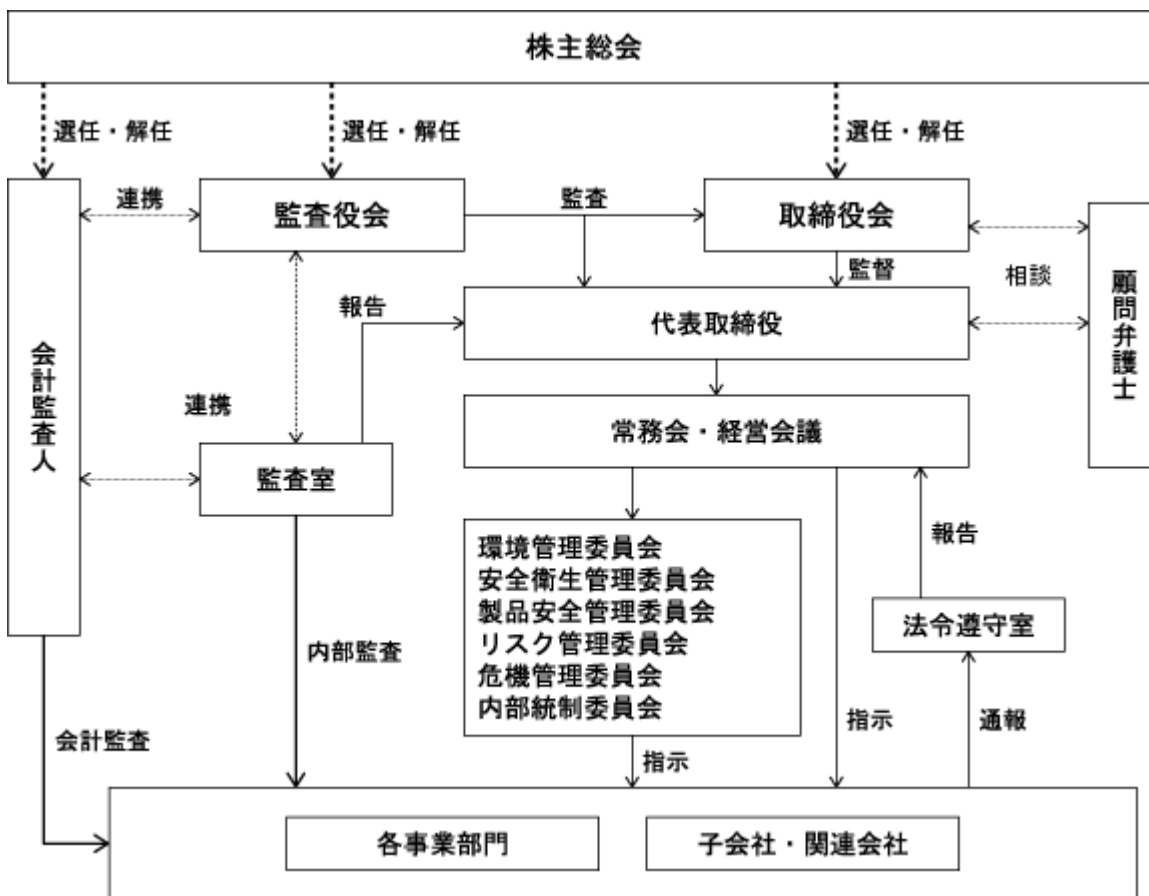 株主総会
選任・解任
選任・解任
選任・解任
連携
監査役会
監査
取締役会
監督
相談
顧問弁護士
報告
代表取締役
会計監査人
連携
常務会・経営会議
監査室
報告
環境管理委員会
安全衛生管理委員会
製品安全管理委員会
リスク管理委員会
危機管理委員会
内部統制委員会
法令遵守室
内部監査
会計監査
指示
指示
通報
各事業部門
子会社・関連会社